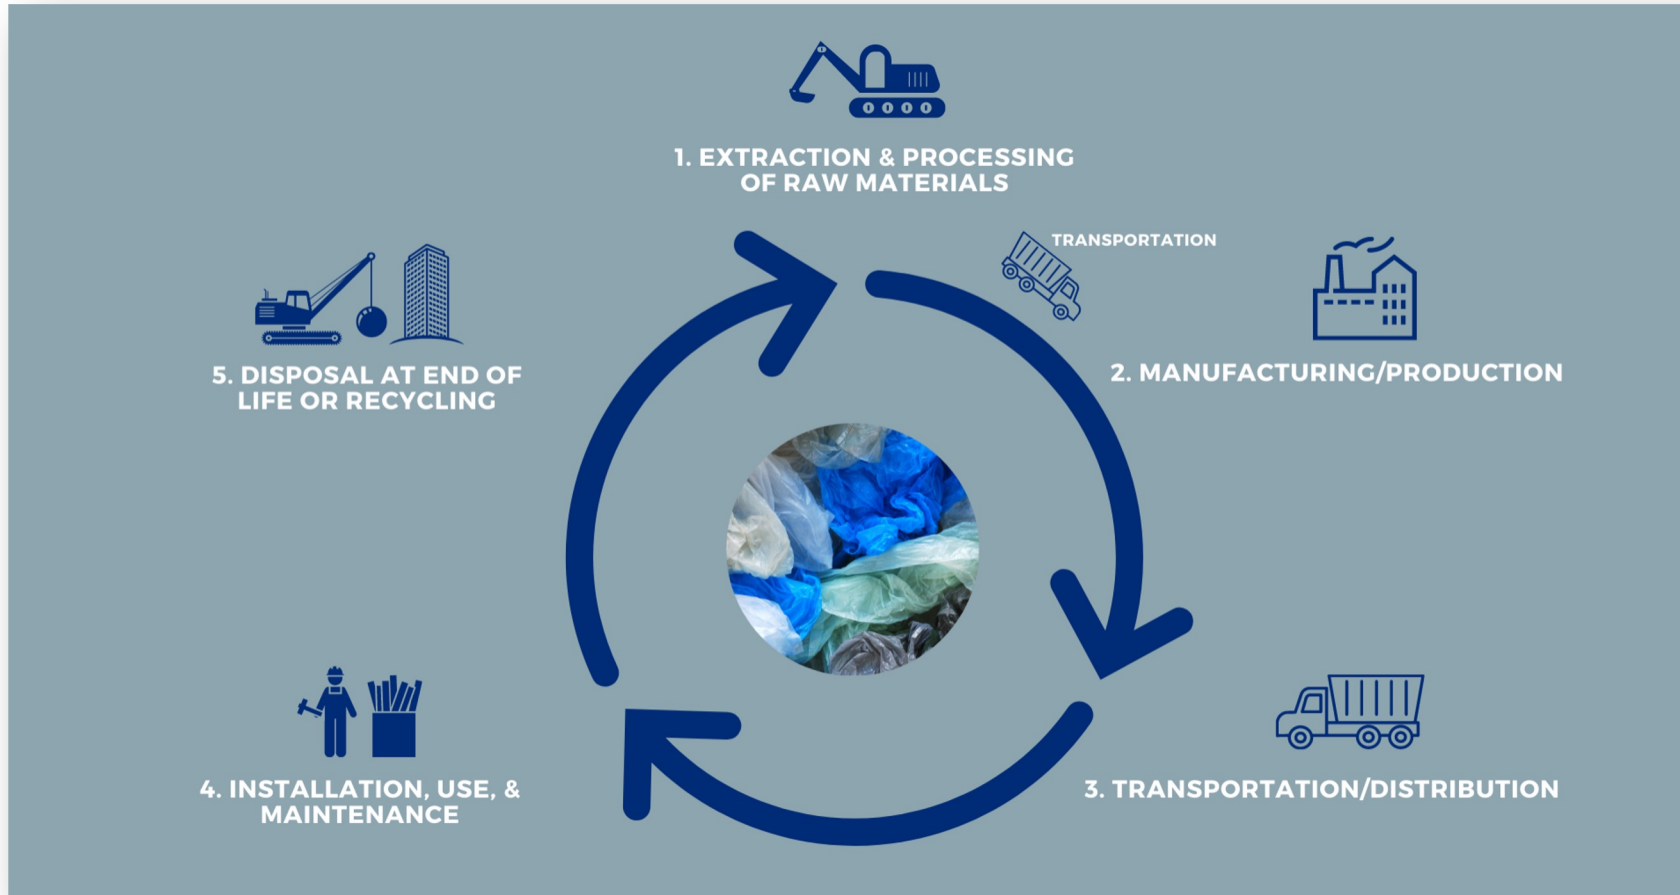 1. EXTRACTION & PROCESSING
OF RAW MATERIALS
TRANSPORTATION
2. MANUFACTURING/PRODUCTION
3. TRANSPORTATION/DISTRIBUTION
4. INSTALLATION, USE, &
MAINTENANCE
5. DISPOSAL AT END OF
LIFE OR RECYCLING